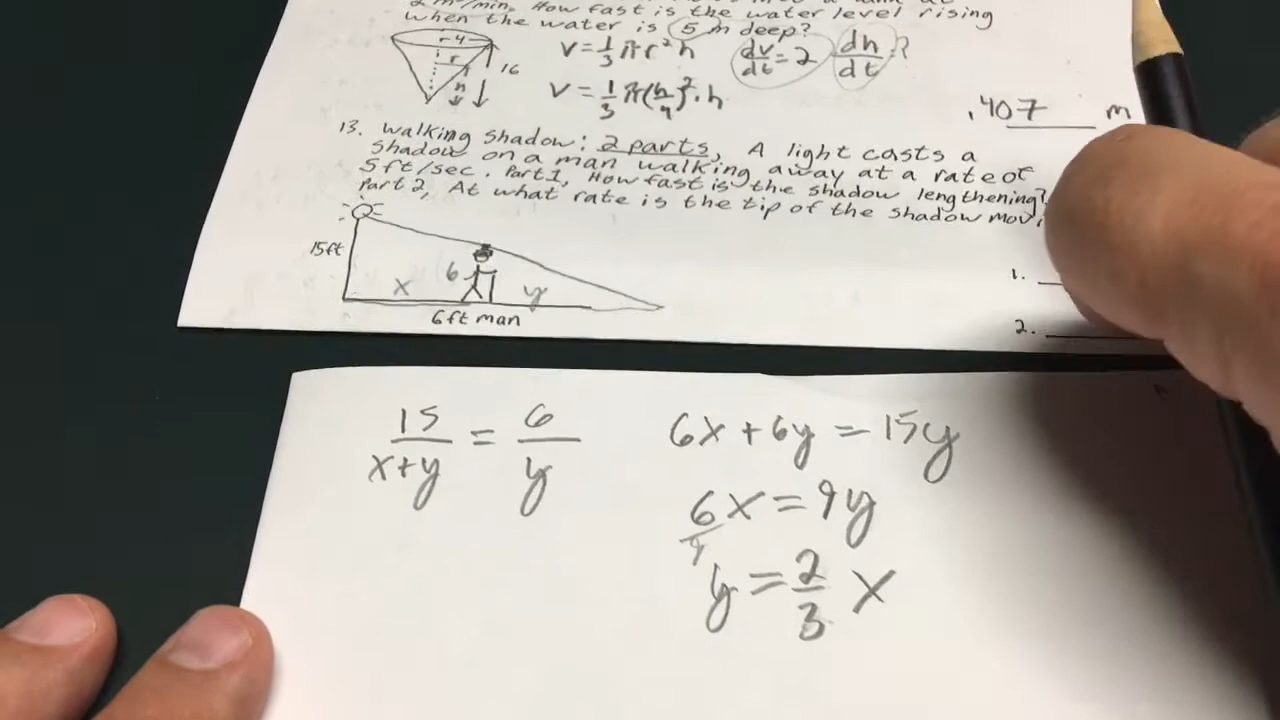 2 m³/min. How fast is the water level rising
when the water is 5 m deep?
r=4
r
h
16
V = 1/3 πr²h
dv/dt = 2
dh/dt ?
V = 1/3 π(h/4)²·h
.407 m
13. Walking Shadow: 2 parts, A light casts a
shadow on a man walking away at a rate of
5ft/sec. Part 1, How fast is the shadow lengthening?
Part 2, At what rate is the tip of the shadow
15ft
6
x
y
6ft man
1.
2.
15/(x+y) = 6/y
6x + 6y = 15y
6x = 9y
9
y = 2/3 x